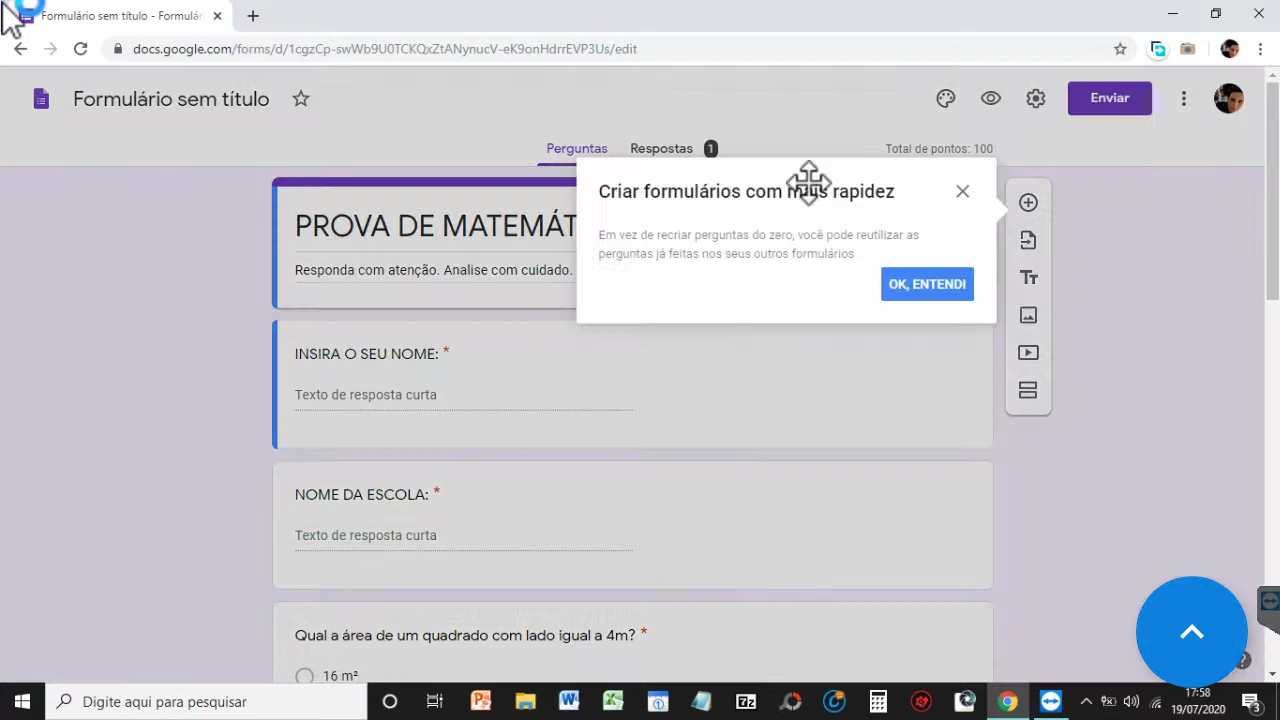 Formulário sem título - Formulár
docs.google.com/forms/d/1cgzCp-swWb9U0TCKQxZtANynucV-eK9onHdrrEVP3Us/edit
Formulário sem título
Enviar
Perguntas
Respostas 1
Total de pontos: 100
Criar formulários com mais rapidez
Em vez de recriar perguntas do zero, você pode reutilizar as
perguntas já feitas nos seus outros formulários
OK, ENTENDI
PROVA DE MATEMÁT
Responda com atenção. Analise com cuidado.
INSIRA O SEU NOME: *
Texto de resposta curta
NOME DA ESCOLA: *
Texto de resposta curta
Qual a área de um quadrado com lado igual a 4m? *
16 m²
Digite aqui para pesquisar
17:58
19/07/2020
3